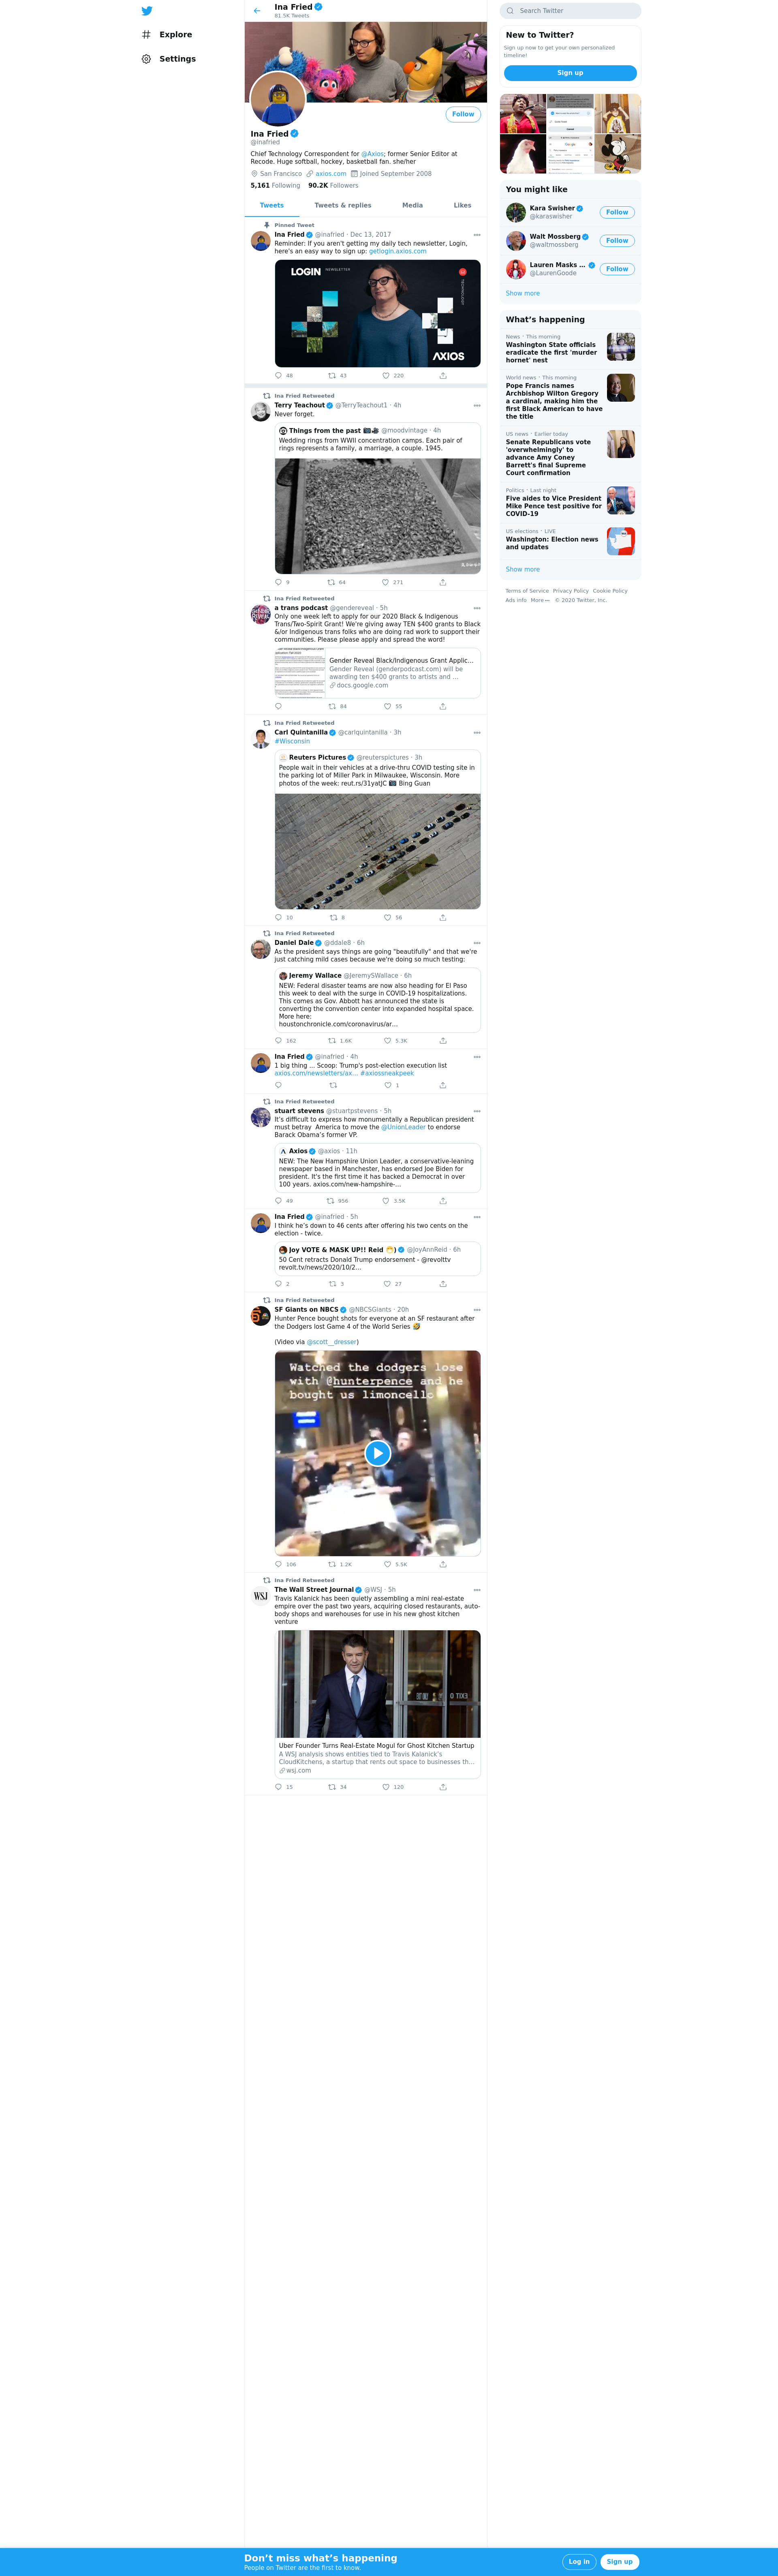 Explore
Settings
Ina Fried
81.5K Tweets
Follow
Ina Fried
@inafried
Chief Technology Correspondent for @Axios; former Senior Editor at
Recode. Huge softball, hockey, basketball fan. she/her
San Francisco axios.com Joined September 2008
5,161 Following 90.2K Followers
Tweets Tweets & replies Media Likes
Pinned Tweet
Ina Fried @inafried · Dec 13, 2017
Reminder: If you aren't getting my daily tech newsletter, Login,
here's an easy way to sign up: getlogin.axios.com
LOGIN NEWSLETTER
TECHNOLOGY
AXIOS
48 43 220
Ina Fried Retweeted
Terry Teachout @TerryTeachout1 · 4h
Never forget.
Things from the past @moodvintage · 4h
Wedding rings from WWII concentration camps. Each pair of
rings represents a family, a marriage, a couple. 1945.
9 64 271
Ina Fried Retweeted
a trans podcast @gendereveal · 5h
Only one week left to apply for our 2020 Black & Indigenous
Trans/Two-Spirit Grant! We're giving away TEN $400 grants to Black
&/or Indigenous trans folks who are doing rad work to support their
communities. Please please apply and spread the word!
Gender Reveal Black/Indigenous Grant Applic...
Gender Reveal (genderpodcast.com) will be
awarding ten $400 grants to artists and ...
docs.google.com
84 55
Ina Fried Retweeted
Carl Quintanilla @carlquintanilla · 3h
#Wisconsin
Reuters Pictures @reuterspictures · 3h
People wait in their vehicles at a drive-thru COVID testing site in
the parking lot of Miller Park in Milwaukee, Wisconsin. More
photos of the week: reut.rs/31yatJC 📷 Bing Guan
10 8 56
Ina Fried Retweeted
Daniel Dale @ddale8 · 6h
As the president says things are going "beautifully" and that we're
just catching mild cases because we're doing so much testing:
Jeremy Wallace @JeremySWallace · 6h
NEW: Federal disaster teams are now also heading for El Paso
this week to deal with the surge in COVID-19 hospitalizations.
This comes as Gov. Abbott has announced the state is
converting the convention center into expanded hospital space.
More here:
houstonchronicle.com/coronavirus/ar…
162 1.6K 5.3K
Ina Fried @inafried · 4h
1 big thing ... Scoop: Trump's post-election execution list
axios.com/newsletters/ax… #axiossneakpeek
1
Ina Fried Retweeted
stuart stevens @stuartpstevens · 5h
It's difficult to express how monumentally a Republican president
must betray America to move the @UnionLeader to endorse
Barack Obama's former VP.
Axios @axios · 11h
NEW: The New Hampshire Union Leader, a conservative-leaning
newspaper based in Manchester, has endorsed Joe Biden for
president. It's the first time it has backed a Democrat in over
100 years. axios.com/new-hampshire-…
49 956 3.5K
Ina Fried @inafried · 5h
I think he's down to 46 cents after offering his two cents on the
election - twice.
Joy VOTE & MASK UP!! Reid 😷) @JoyAnnReid · 6h
50 Cent retracts Donald Trump endorsement - @revolttv
revolt.tv/news/2020/10/2…
2 3 27
Ina Fried Retweeted
SF Giants on NBCS @NBCSGiants · 20h
Hunter Pence bought shots for everyone at an SF restaurant after
the Dodgers lost Game 4 of the World Series 🤣
(Video via @scott__dresser)
Watched the dodgers lose
with @hunterpence and he
bought us limoncello
106 1.2K 5.5K
Ina Fried Retweeted
WSJ
The Wall Street Journal @WSJ · 5h
Travis Kalanick has been quietly assembling a mini real-estate
empire over the past two years, acquiring closed restaurants, auto-
body shops and warehouses for use in his new ghost kitchen
venture
Uber Founder Turns Real-Estate Mogul for Ghost Kitchen Startup
A WSJ analysis shows entities tied to Travis Kalanick's
CloudKitchens, a startup that rents out space to businesses th...
wsj.com
15 34 120
Search Twitter
New to Twitter?
Sign up now to get your own personalized
timeline!
Sign up
You might like
Kara Swisher
@karaswisher
Follow
Walt Mossberg
@waltmossberg
Follow
Lauren Masks ...
@LaurenGoode
Follow
Show more
What's happening
News · This morning
Washington State officials
eradicate the first 'murder
hornet' nest
World news · This morning
Pope Francis names
Archbishop Wilton Gregory
a cardinal, making him the
first Black American to have
the title
US news · Earlier today
Senate Republicans vote
'overwhelmingly' to
advance Amy Coney
Barrett's final Supreme
Court confirmation
Politics · Last night
Five aides to Vice President
Mike Pence test positive for
COVID-19
US elections · LIVE
Washington: Election news
and updates
Show more
Terms of Service Privacy Policy Cookie Policy
Ads info More © 2020 Twitter, Inc.
Don't miss what's happening
People on Twitter are the first to know.
Log in Sign up